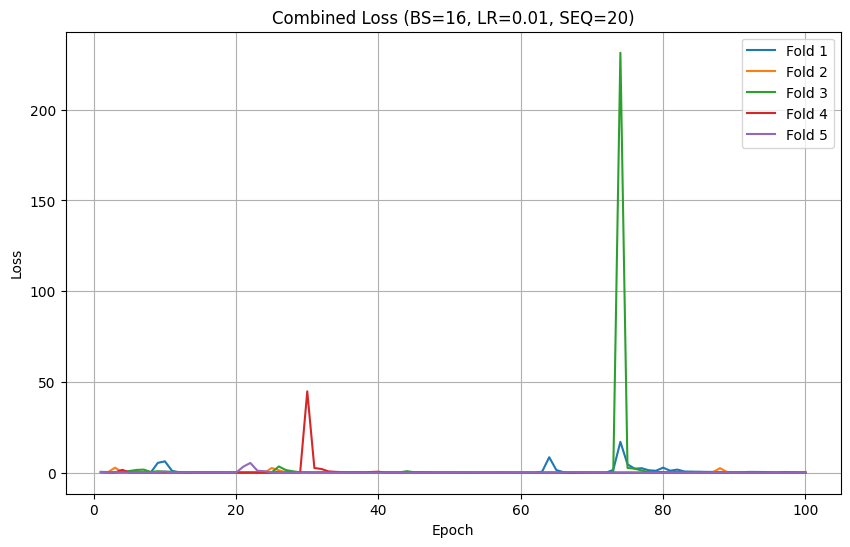 Combined Loss (BS=16, LR=0.01, SEQ=20)
Fold 1
Fold 2
Fold 3
Fold 4
Fold 5
Loss
200
150
100
50
0
0 20 40 60 80 100
Epoch